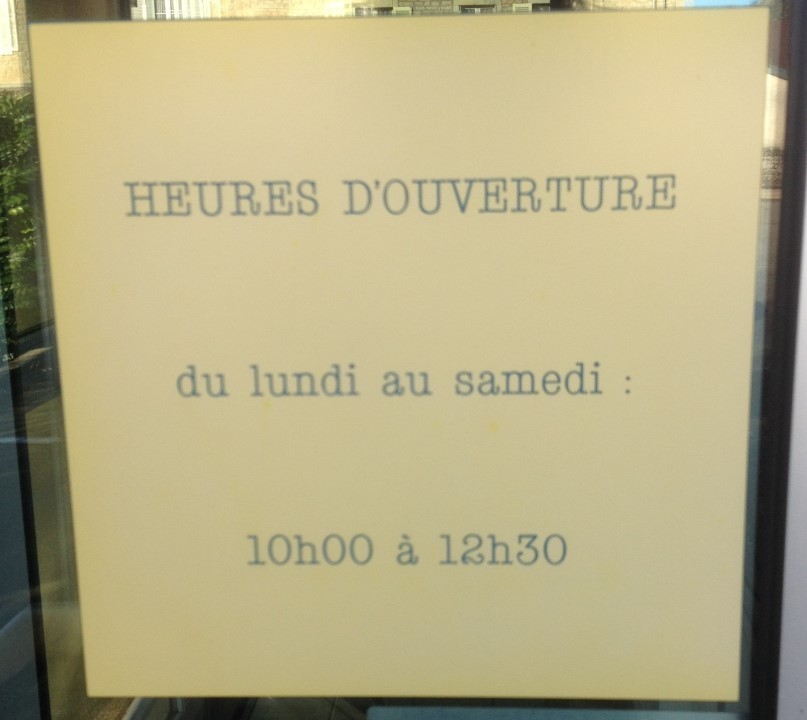 HEURES D'OUVERTURE
du lundi au samedi :
10h00 à 12h30